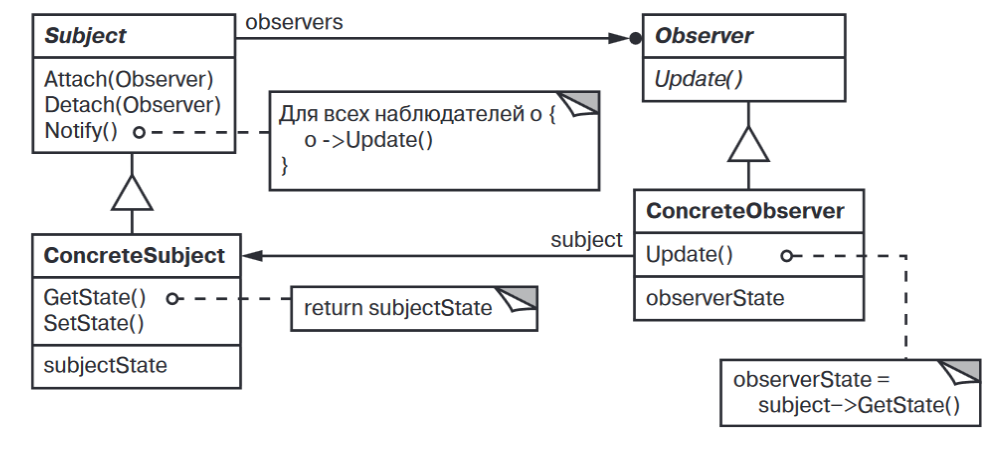 Subject
Attach(Observer)
Detach(Observer)
Notify()
observers
Observer
Update()
Для всех наблюдателей o {
o ->Update()
}
ConcreteSubject
GetState()
SetState()
subjectState
return subjectState
subject
ConcreteObserver
Update()
observerState
observerState =
subject->GetState()